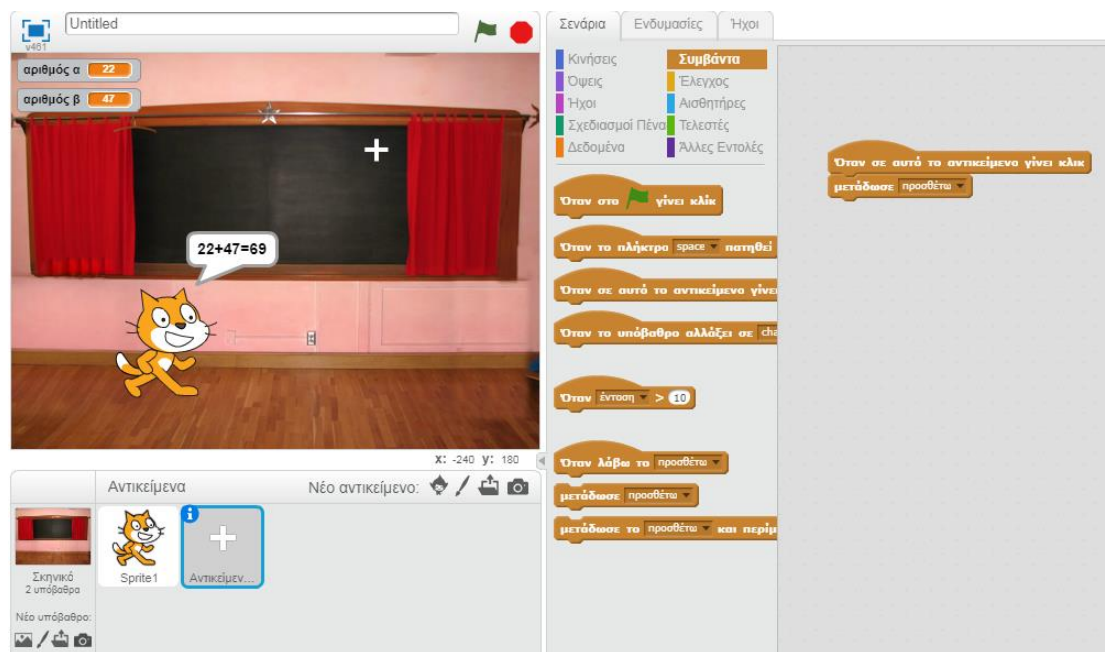 Untitled
v461
αριθμός α 22
αριθμός β 47
22+47=69
X: -240 y: 180
Αντικείμενα
Νέο αντικείμενο:
Σκηνικό
2 υπόβαθρα
Sprite1
Αντικείμεν...
Νέο υπόβαθρο:
Σενάρια
Ενδυμασίες
Ήχοι
Κινήσεις
Συμβάντα
Όψεις
Έλεγχος
Ήχοι
Αισθητήρες
Σχεδιασμοί Πένα
Τελεστές
Δεδομένα
Άλλες Εντολές
Όταν στο γίνει κλίκ
Όταν το πλήκτρο space πατηθεί
Όταν σε αυτό το αντικείμενο γίνει
Όταν το υπόβαθρο αλλάξει σε cha
Όταν ένταση > 10
Όταν λάβω το προσθέτω
μετάδωσε προσθέτω
μετάδωσε το προσθέτω και περίμ
Όταν σε αυτό το αντικείμενο γίνει κλικ
μετάδωσε προσθέτω